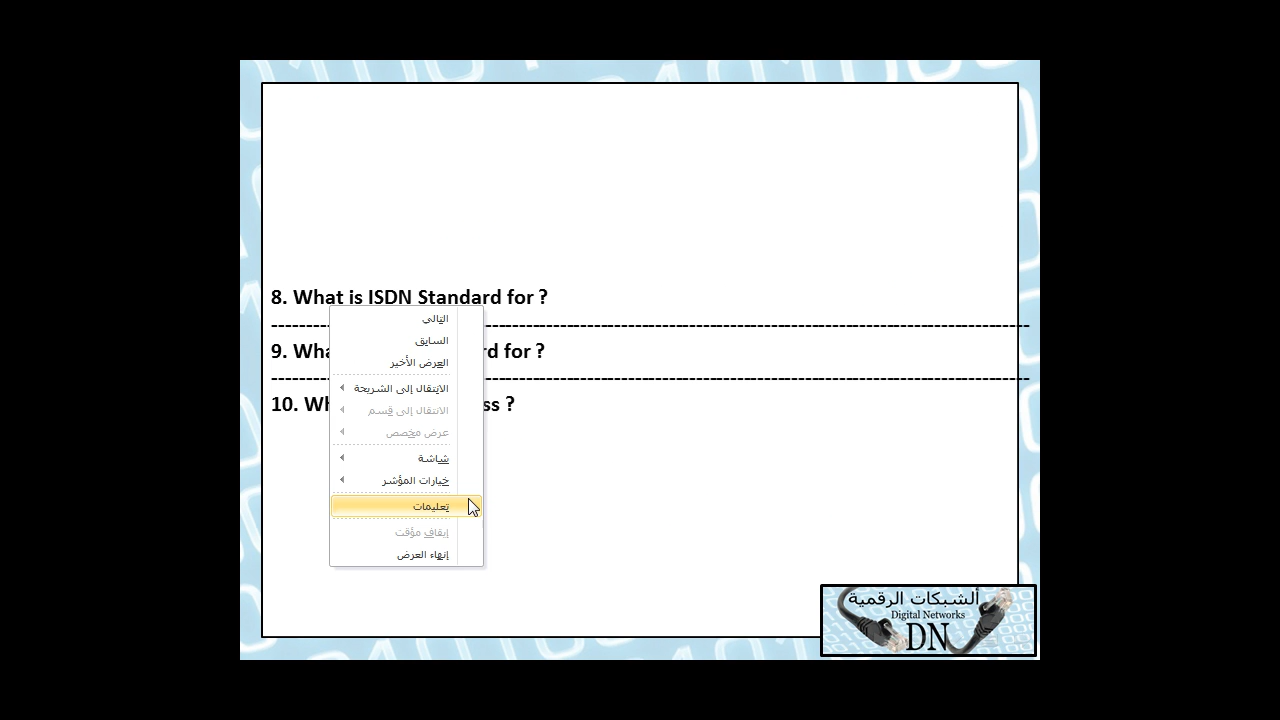 8. What is ISDN Standard for ?
--------------------------------------------------------------------------------
9. Wha rd for ?
--------------------------------------------------------------------------------
10. Wh ss ?
التالي
السابق
العرض الأخير
الانتقال إلى الشريحة
الانتقال إلى قسم
عرض مخصص
شاشة
خيارات المؤشر
تعليمات
إيقاف مؤقت
إنهاء العرض
ألشبكات الرقمية
Digital Networks
DN